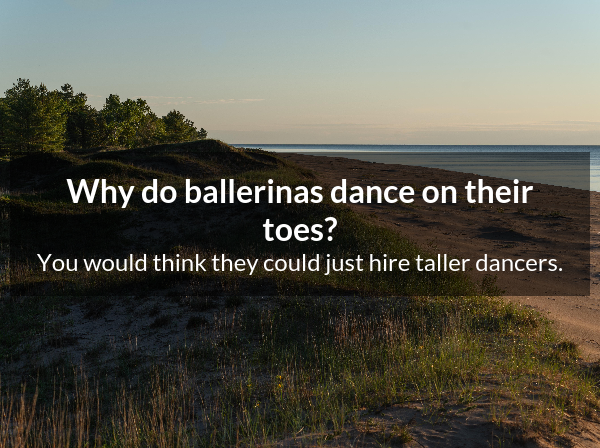 Why do ballerinas dance on their
toes?
You would think they could just hire taller dancers.